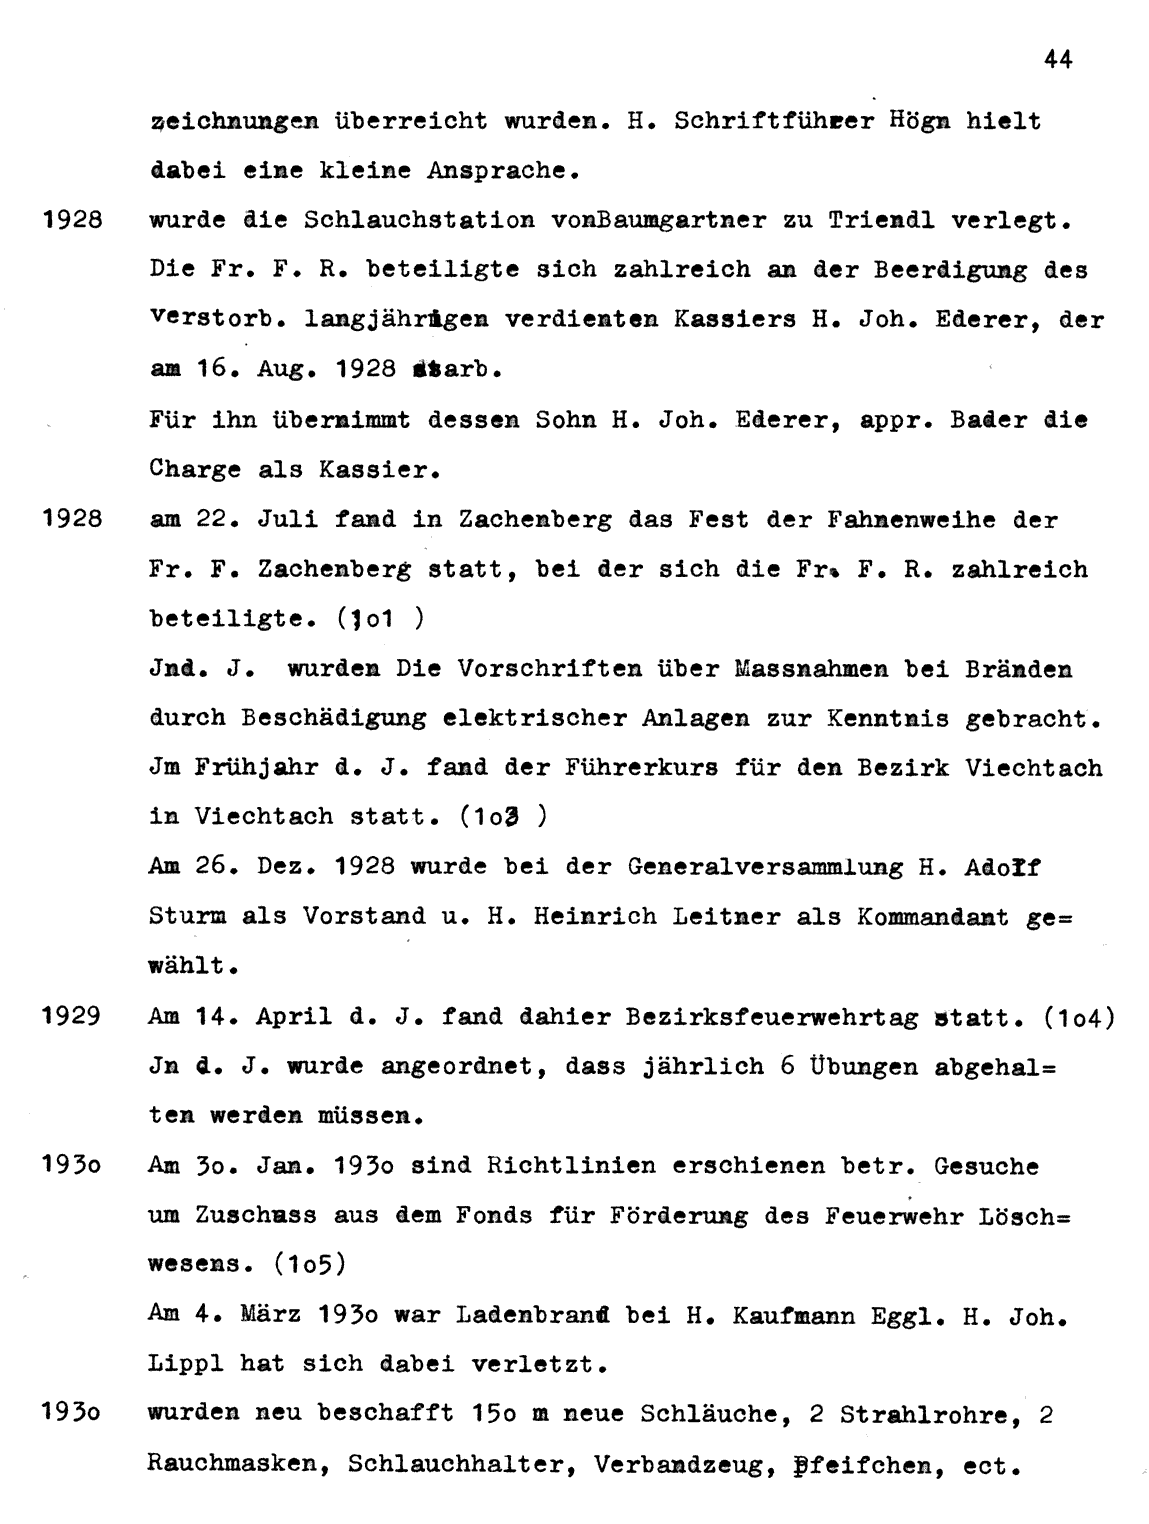 44
zeichnungen überreicht wurden. H. Schriftführer Högn hielt
dabei eine kleine Ansprache.
1928 wurde die Schlauchstation vonBaumgartner zu Triendl verlegt.
Die Fr. F. R. beteiligte sich zahlreich an der Beerdigung des
verstorb. langjährigen verdienten Kassiers H. Joh. Ederer, der
am 16. Aug. 1928 starb.
Für ihn übernimmt dessen Sohn H. Joh. Ederer, appr. Bader die
Charge als Kassier.
1928 am 22. Juli fand in Zachenberg das Fest der Fahnenweihe der
Fr. F. Zachenberg statt, bei der sich die Fr. F. R. zahlreich
beteiligte. (1o1 )
Jnd. J. wurden Die Vorschriften über Massnahmen bei Bränden
durch Beschädigung elektrischer Anlagen zur Kenntnis gebracht.
Jm Frühjahr d. J. fand der Führerkurs für den Bezirk Viechtach
in Viechtach statt. (1o3 )
Am 26. Dez. 1928 wurde bei der Generalversammlung H. Adolf
Sturm als Vorstand u. H. Heinrich Leitner als Kommandant ge=
wählt.
1929 Am 14. April d. J. fand dahier Bezirksfeuerwehrtag statt. (1o4)
Jn d. J. wurde angeordnet, dass jährlich 6 Übungen abgehal=
ten werden müssen.
193o Am 3o. Jan. 193o sind Richtlinien erschienen betr. Gesuche
um Zuschuss aus dem Fonds für Förderung des Feuerwehr Lösch=
wesens. (1o5)
Am 4. März 193o war Ladenbrand bei H. Kaufmann Eggl. H. Joh.
Lippl hat sich dabei verletzt.
193o wurden neu beschafft 15o m neue Schläuche, 2 Strahlrohre, 2
Rauchmasken, Schlauchhalter, Verbandzeug, Pfeifchen, ect.